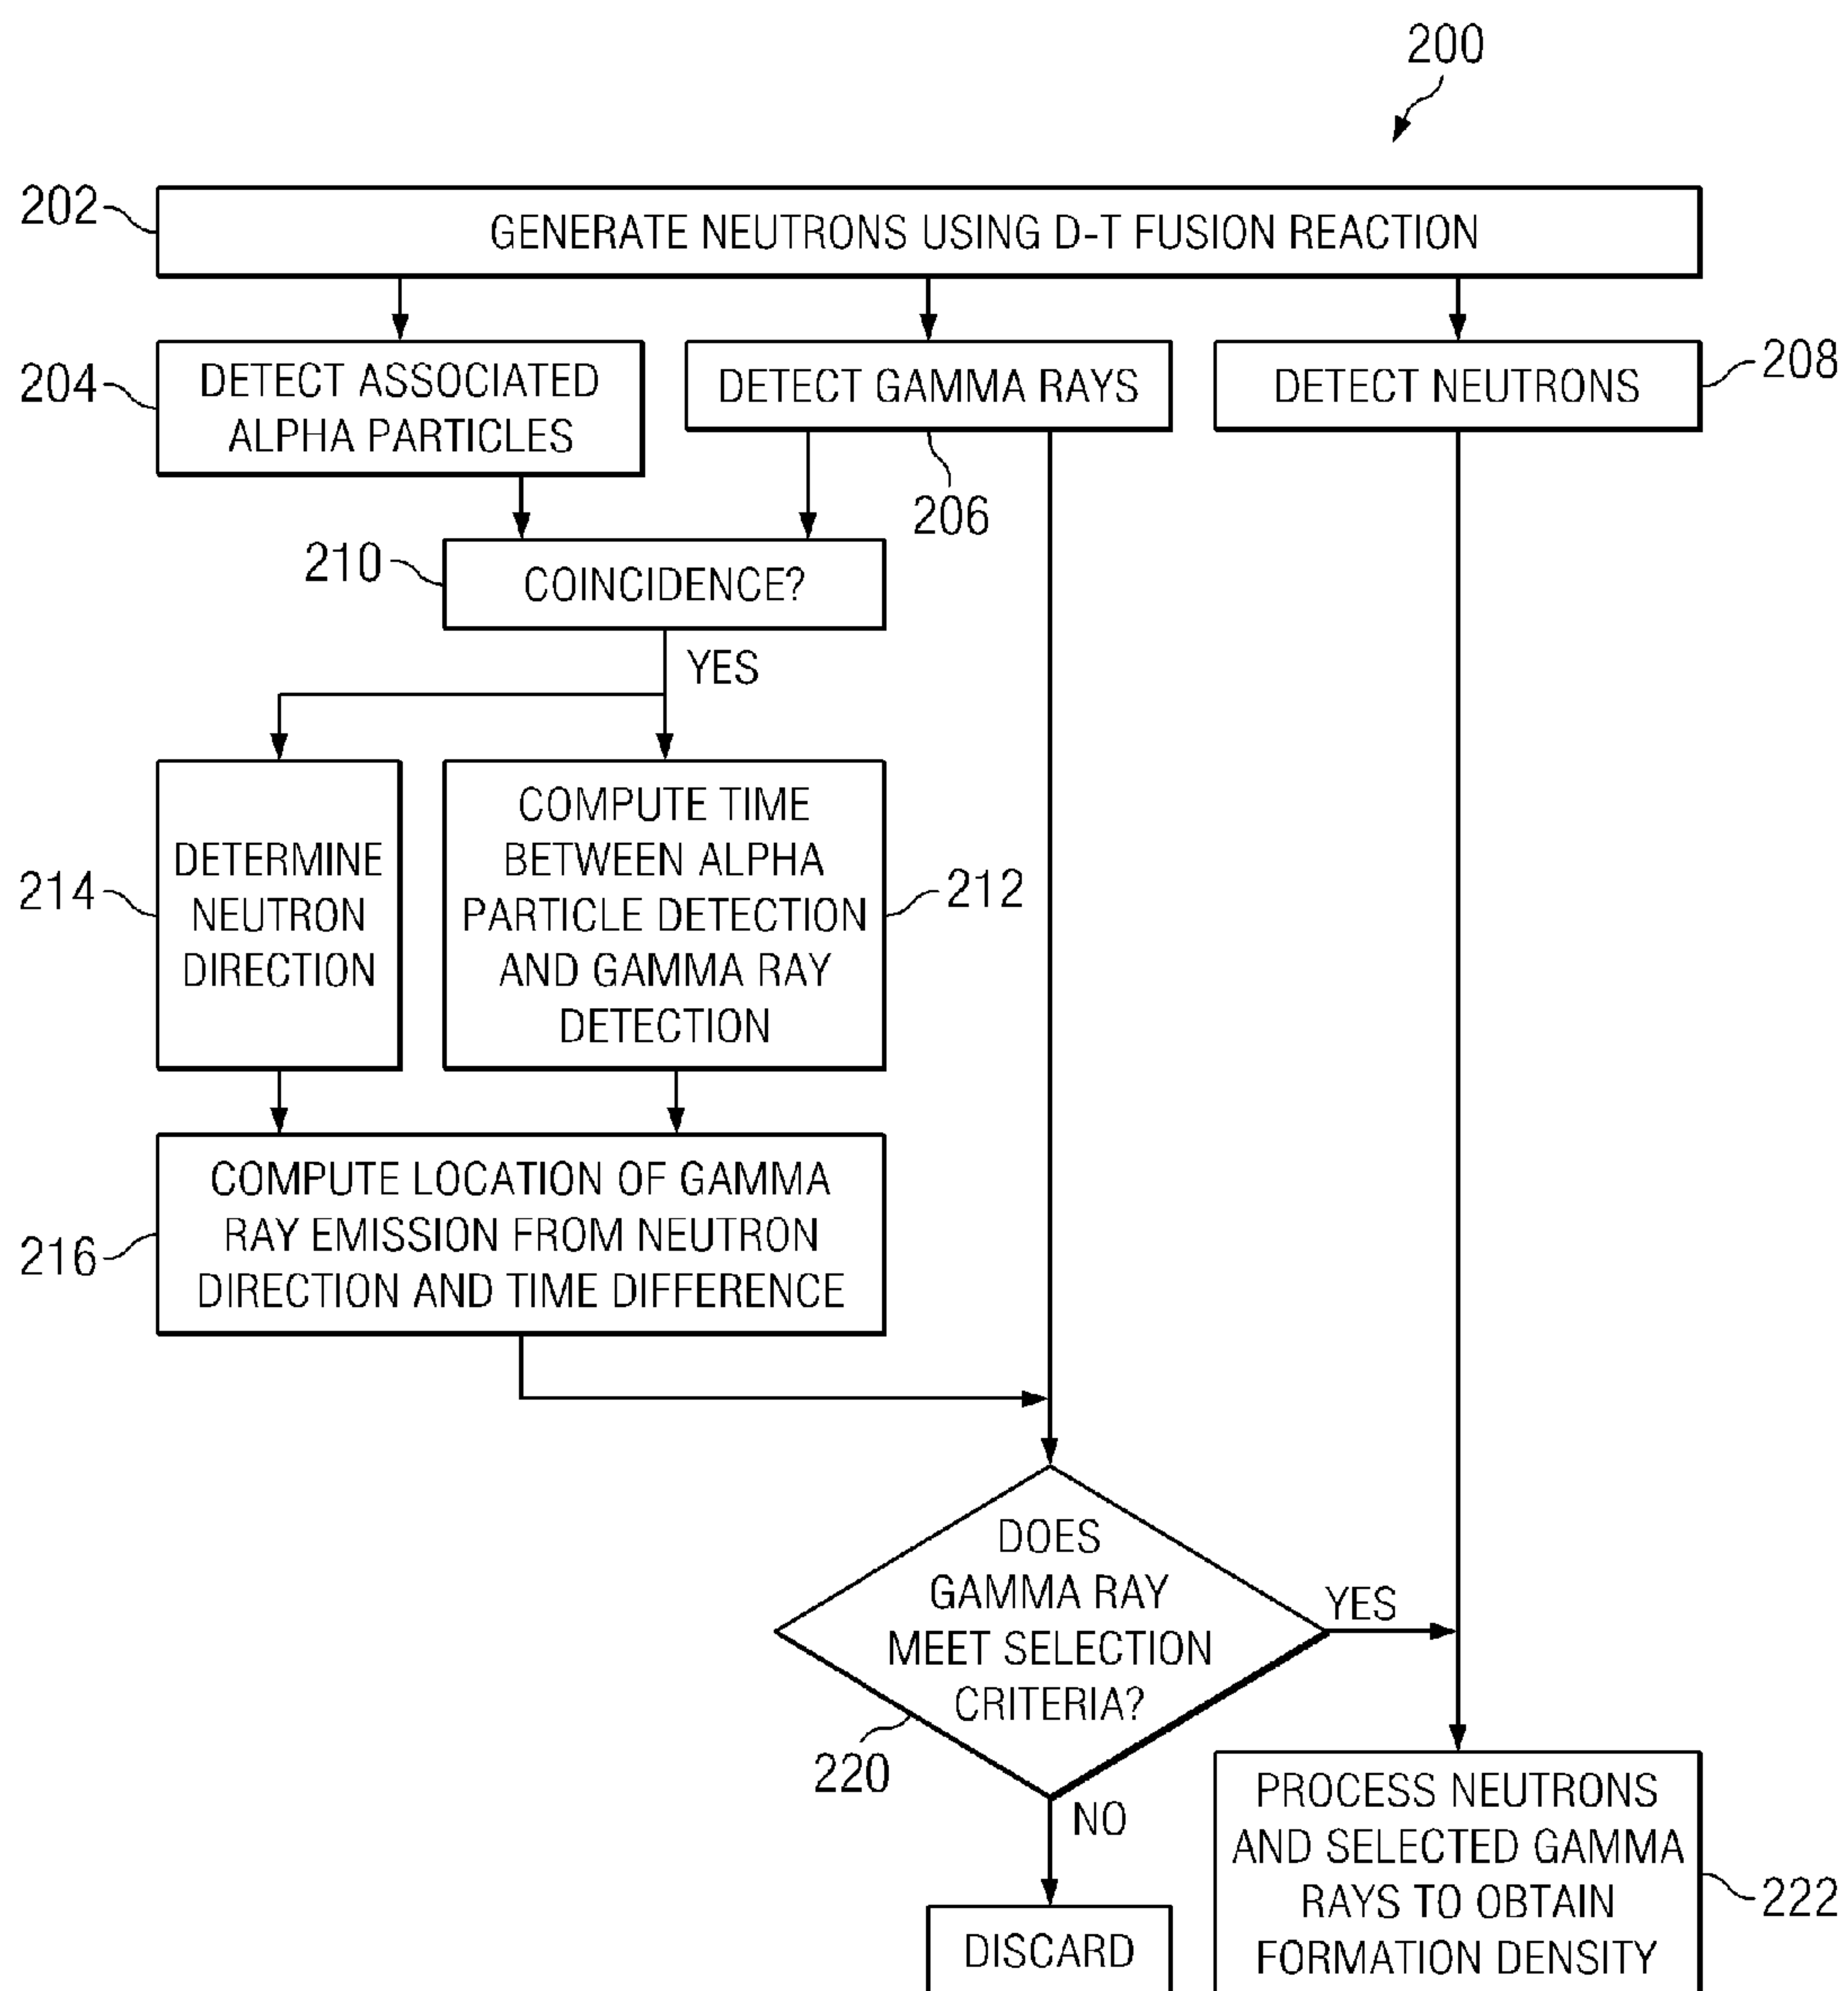 200
202
GENERATE NEUTRONS USING D-T FUSION REACTION
204
DETECT ASSOCIATED
ALPHA PARTICLES
DETECT GAMMA RAYS
206
DETECT NEUTRONS
208
210
COINCIDENCE?
YES
214
DETERMINE
NEUTRON
DIRECTION
COMPUTE TIME
BETWEEN ALPHA
PARTICLE DETECTION
AND GAMMA RAY
DETECTION
212
216
COMPUTE LOCATION OF GAMMA
RAY EMISSION FROM NEUTRON
DIRECTION AND TIME DIFFERENCE
DOES
GAMMA RAY
MEET SELECTION
CRITERIA?
220
YES
NO
DISCARD
PROCESS NEUTRONS
AND SELECTED GAMMA
RAYS TO OBTAIN
FORMATION DENSITY
222